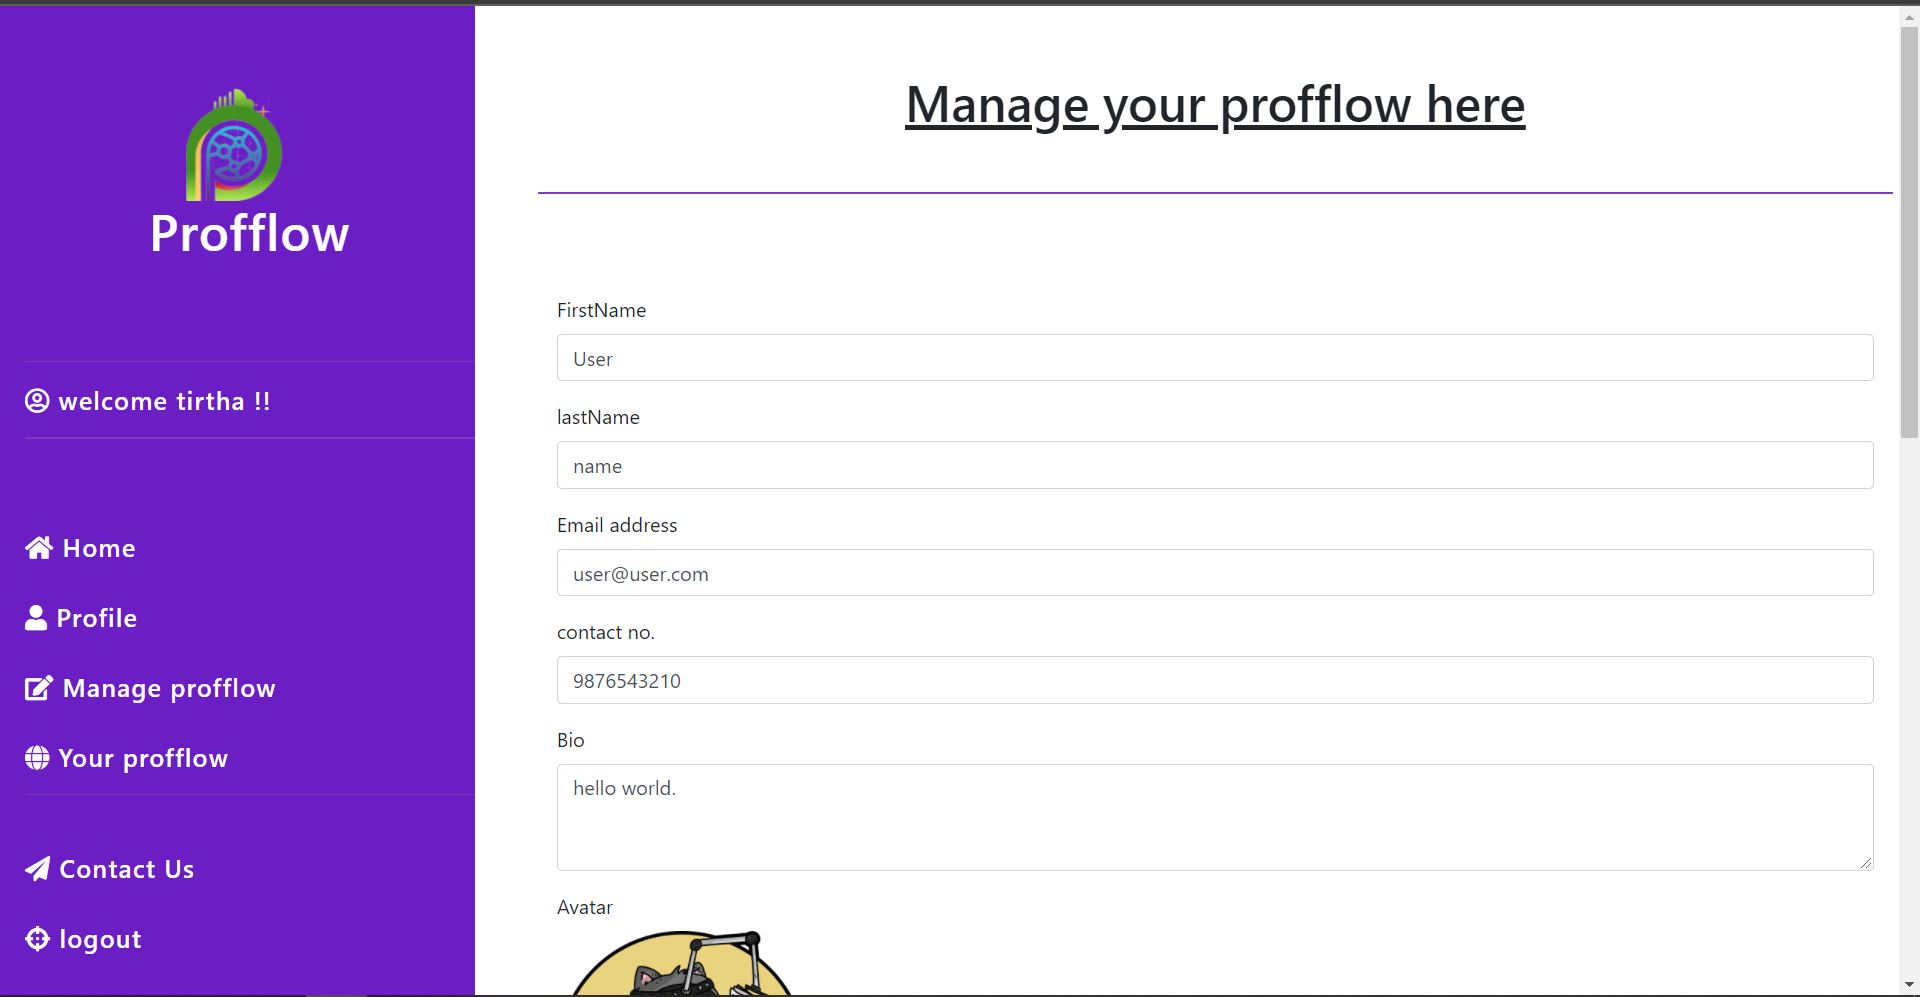 Profflow
welcome tirtha !!
Home
Profile
Manage profflow
Your profflow
Contact Us
logout
Manage your profflow here
FirstName
User
lastName
name
Email address
user@user.com
contact no.
9876543210
Bio
hello world.
Avatar